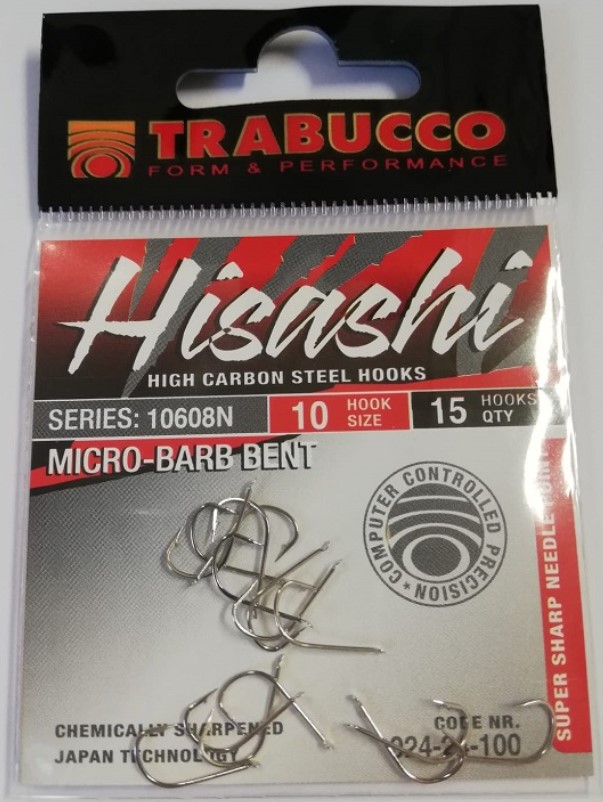 TRABUCCO
FORM & PERFORMANCE
Hisashi
HIGH CARBON STEEL HOOKS
SERIES: 10608N
10 HOOK SIZE
15 HOOKS QTY
MICRO-BARB BENT
COMPUTER CONTROLLED PRECISION *
SUPER SHARP NEEDLE POINT
CHEMICALLY SHARPENED
JAPAN TECHNOLOGY
CODE NR.